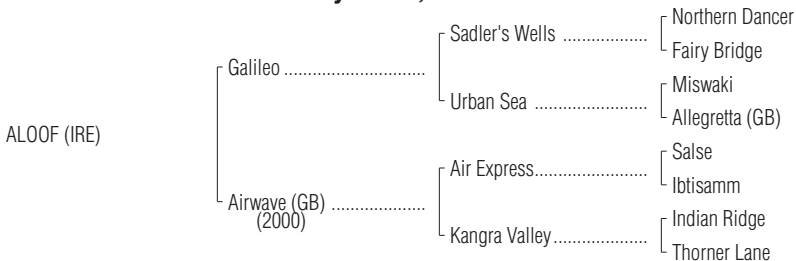 Northern Dancer
Sadler's Wells ....................
Fairy Bridge
Galileo ..............................
Miswaki
Urban Sea ..........................
Allegretta (GB)
ALOOF (IRE)
Salse
Air Express.........................
Ibtisamm
Airwave (GB) ....................
(2000)
Indian Ridge
Kangra Valley.....................
Thorner Lane